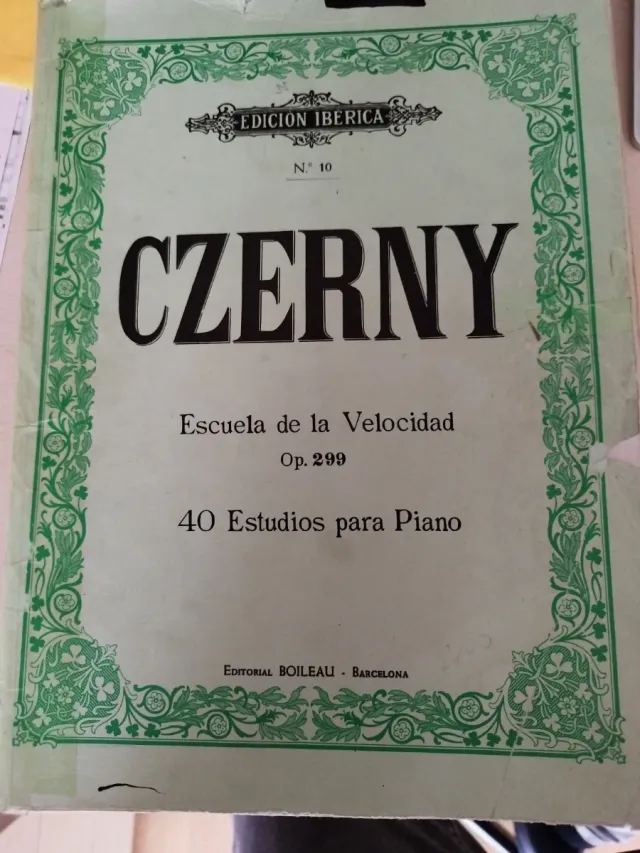 EDICIÓN IBÉRICA
N.º 10
CZERNY
Escuela de la Velocidad
Op. 299
40 Estudios para Piano
EDITORIAL BOILEAU - BARCELONA